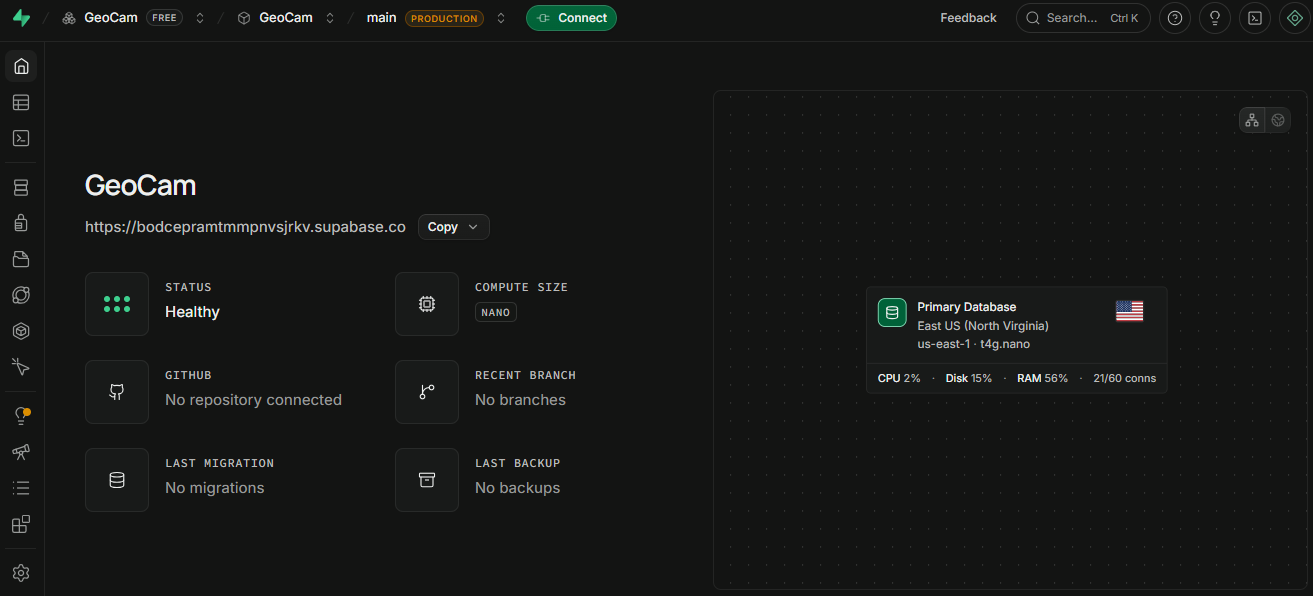 GeoCam FREE / GeoCam / main PRODUCTION Connect Feedback Search... Ctrl K
GeoCam
https://bodcepramtmmpnvsjrkv.supabase.co Copy
STATUS
Healthy
COMPUTE SIZE
NANO
GITHUB
No repository connected
RECENT BRANCH
No branches
LAST MIGRATION
No migrations
LAST BACKUP
No backups
Primary Database
East US (North Virginia)
us-east-1 · t4g.nano
CPU 2% · Disk 15% · RAM 56% · 21/60 conns